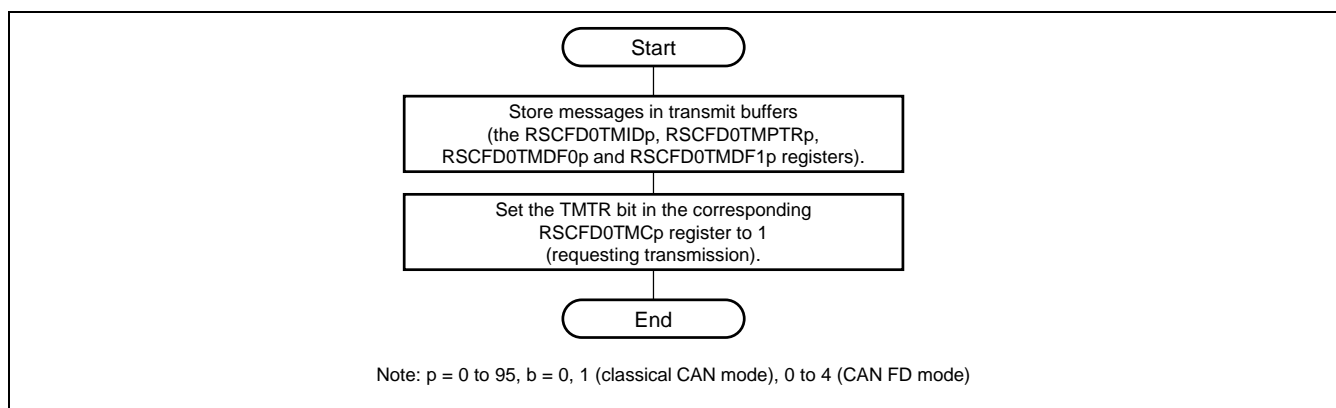 Start
Store messages in transmit buffers
(the RSCFD0TMIDp, RSCFD0TMPTRp,
RSCFD0TMDF0p and RSCFD0TMDF1p registers).
Set the TMTR bit in the corresponding
RSCFD0TMCp register to 1
(requesting transmission).
End
Note: p = 0 to 95, b = 0, 1 (classical CAN mode), 0 to 4 (CAN FD mode)